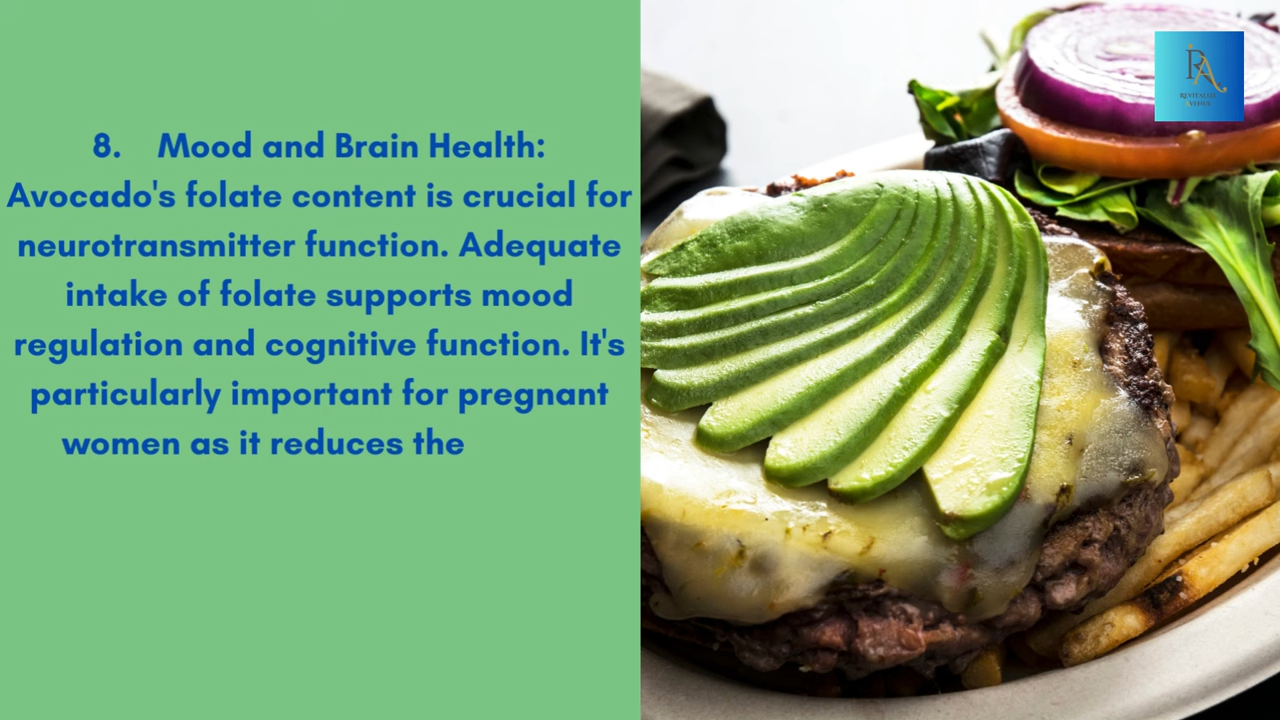 8. Mood and Brain Health:
Avocado's folate content is crucial for
neurotransmitter function. Adequate
intake of folate supports mood
regulation and cognitive function. It's
particularly important for pregnant
women as it reduces the
RA